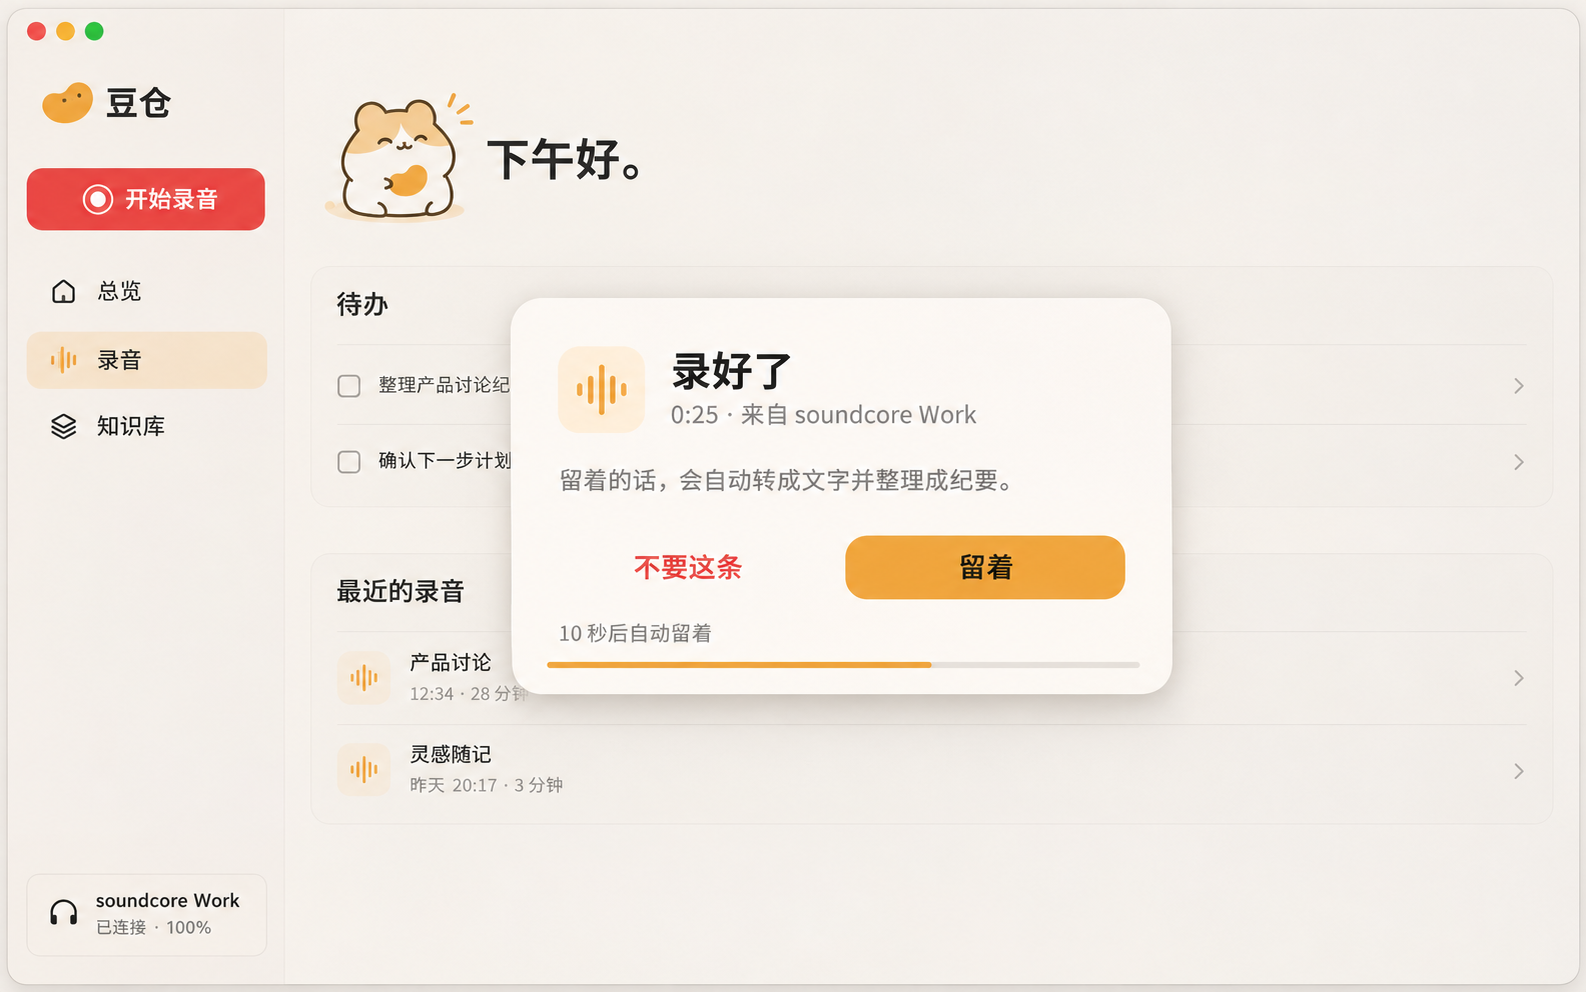 豆仓
开始录音
总览
录音
知识库
soundcore Work
已连接 · 100%
下午好。
待办
整理产品讨论纪
确认下一步计划
录好了
0:25 · 来自 soundcore Work
留着的话，会自动转成文字并整理成纪要。
不要这条
留着
10 秒后自动留着
最近的录音
产品讨论
12:34 · 28 分钟
灵感随记
昨天 20:17 · 3 分钟